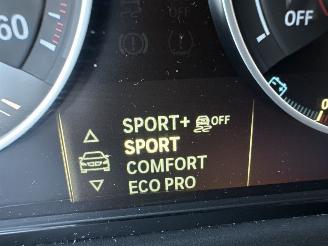 60
OFF
SPORT+ OFF
SPORT
COMFORT
ECO PRO